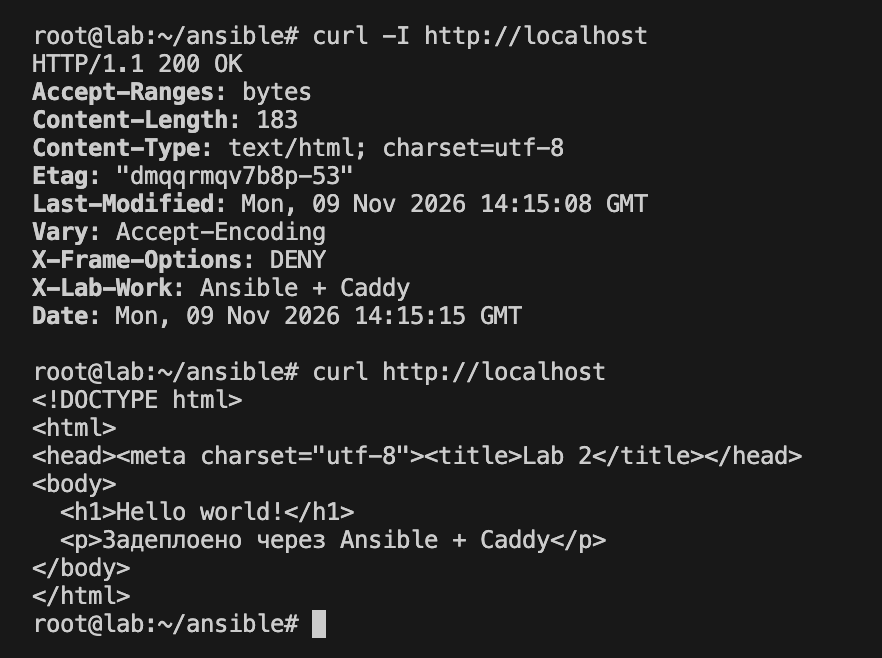 root@lab:~/ansible# curl -I http://localhost
HTTP/1.1 200 OK
Accept-Ranges: bytes
Content-Length: 183
Content-Type: text/html; charset=utf-8
Etag: "dmqqrmqv7b8p-53"
Last-Modified: Mon, 09 Nov 2026 14:15:08 GMT
Vary: Accept-Encoding
X-Frame-Options: DENY
X-Lab-Work: Ansible + Caddy
Date: Mon, 09 Nov 2026 14:15:15 GMT

root@lab:~/ansible# curl http://localhost
<!DOCTYPE html>
<html>
<head><meta charset="utf-8"><title>Lab 2</title></head>
<body>
  <h1>Hello world!</h1>
  <p>Задеплоено через Ansible + Caddy</p>
</body>
</html>
root@lab:~/ansible#